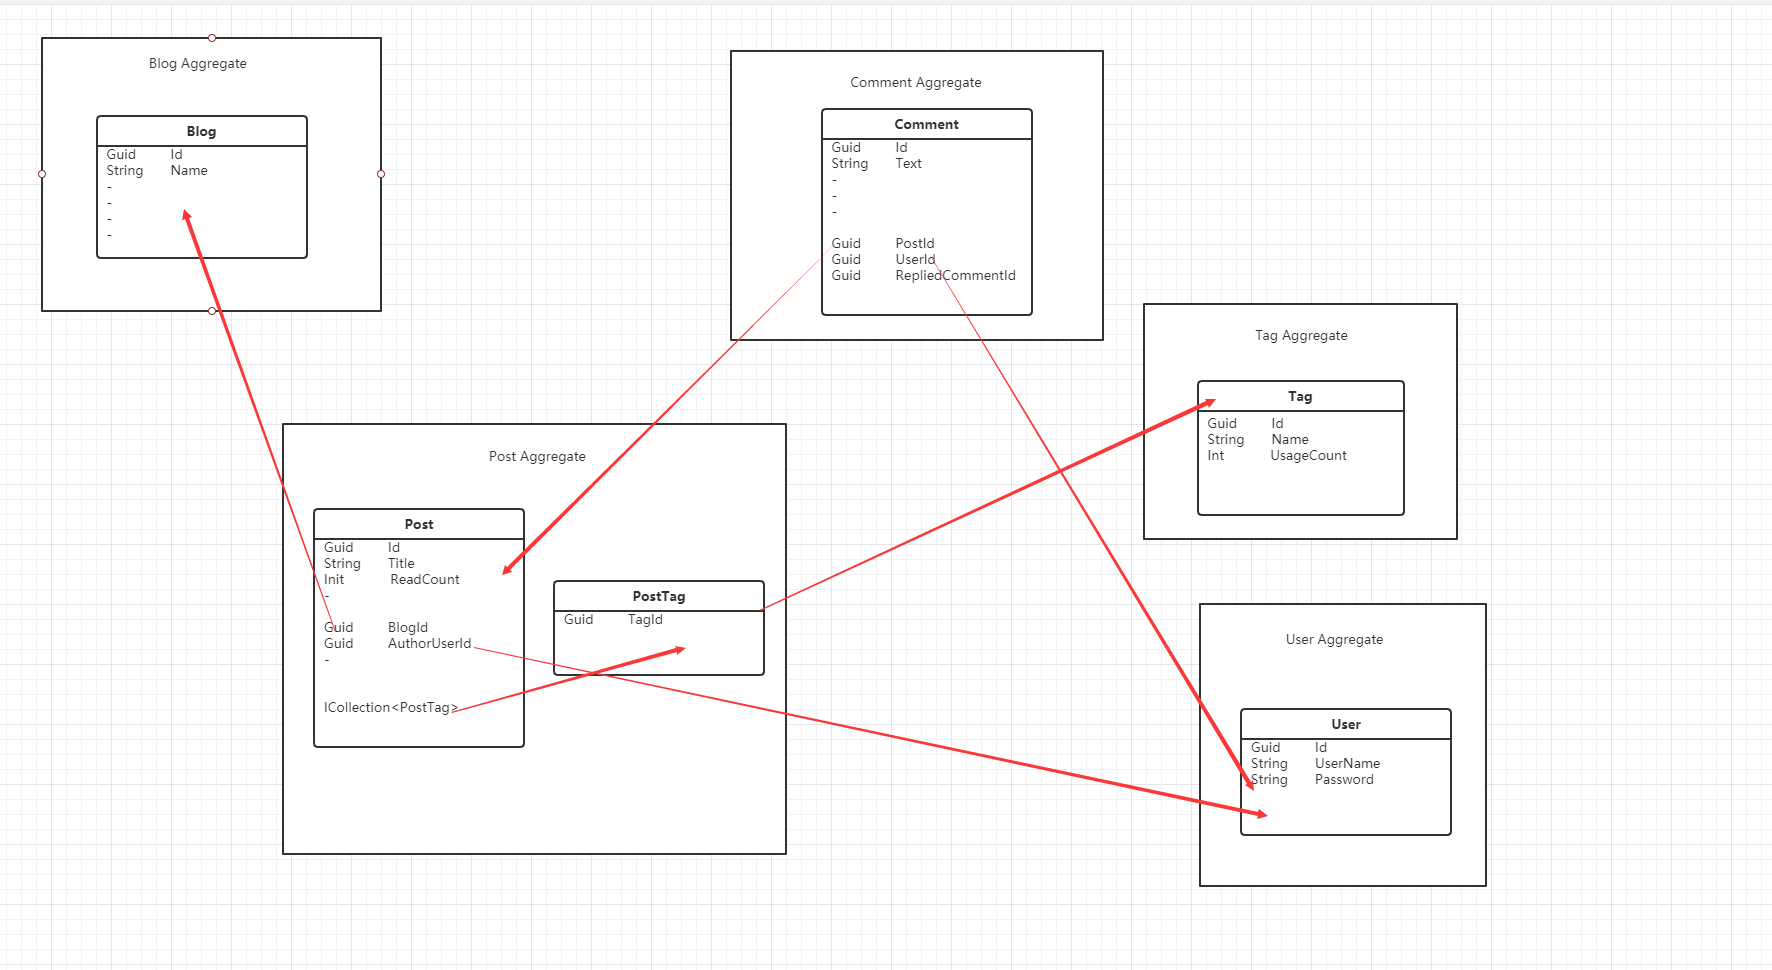 Blog Aggregate
Blog
Guid Id
String Name
-
-
-
-
Comment Aggregate
Comment
Guid Id
String Text
-
-
-
Guid PostId
Guid UserId
Guid RepliedCommentId
Tag Aggregate
Tag
Guid Id
String Name
Int UsageCount
Post Aggregate
Post
Guid Id
String Title
Init ReadCount
-
Guid BlogId
Guid AuthorUserId
-
ICollection<PostTag>
PostTag
Guid TagId
User Aggregate
User
Guid Id
String UserName
String Password